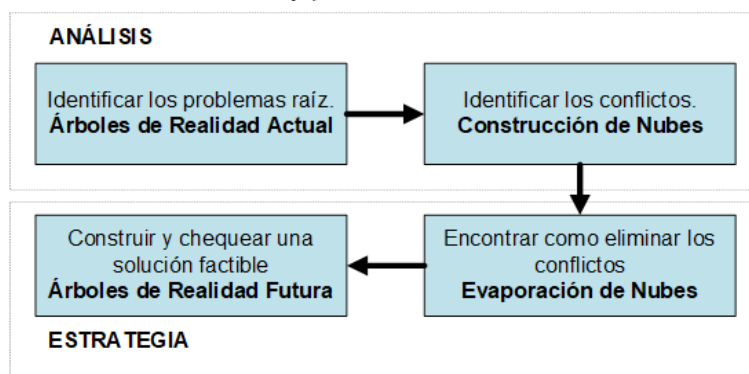 ANÁLISIS
Identificar los problemas raíz.
Árboles de Realidad Actual
Identificar los conflictos.
Construcción de Nubes
Construir y chequear una
solución factible
Árboles de Realidad Futura
Encontrar como eliminar los
conflictos
Evaporación de Nubes
ESTRATEGIA